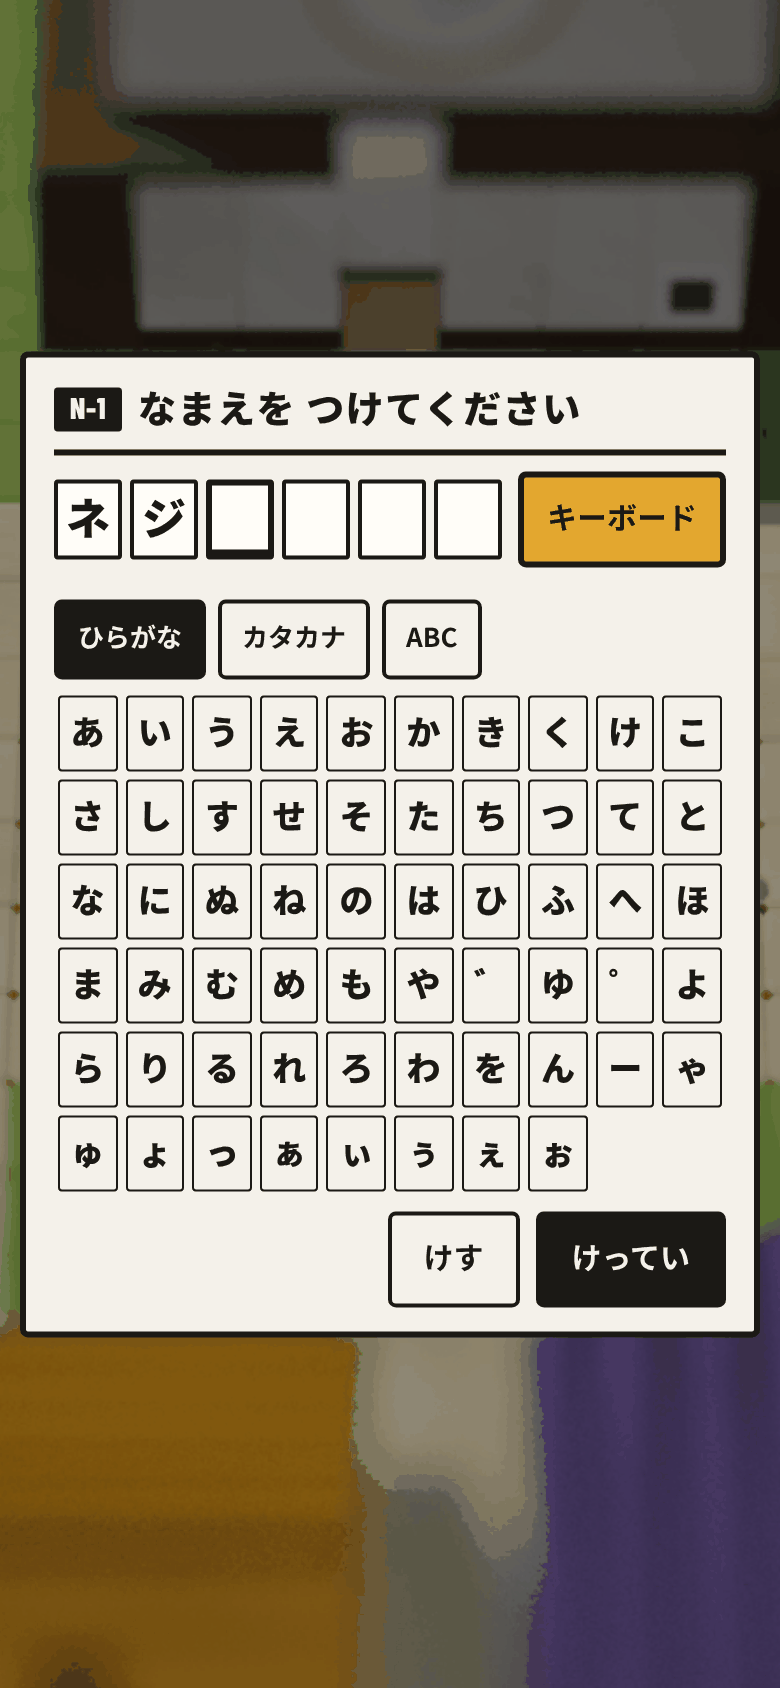 N-1 なまえを つけてください
ネジ キーボード
ひらがな カタカナ ABC
あいうえおかきくけこ
さしすせそたちつてと
なにぬねのはひふへほ
まみむめもや゛ゆ゜よ
らりるれろわをんーゃ
ゅょっぁぃぅぇぉ
けす けってい